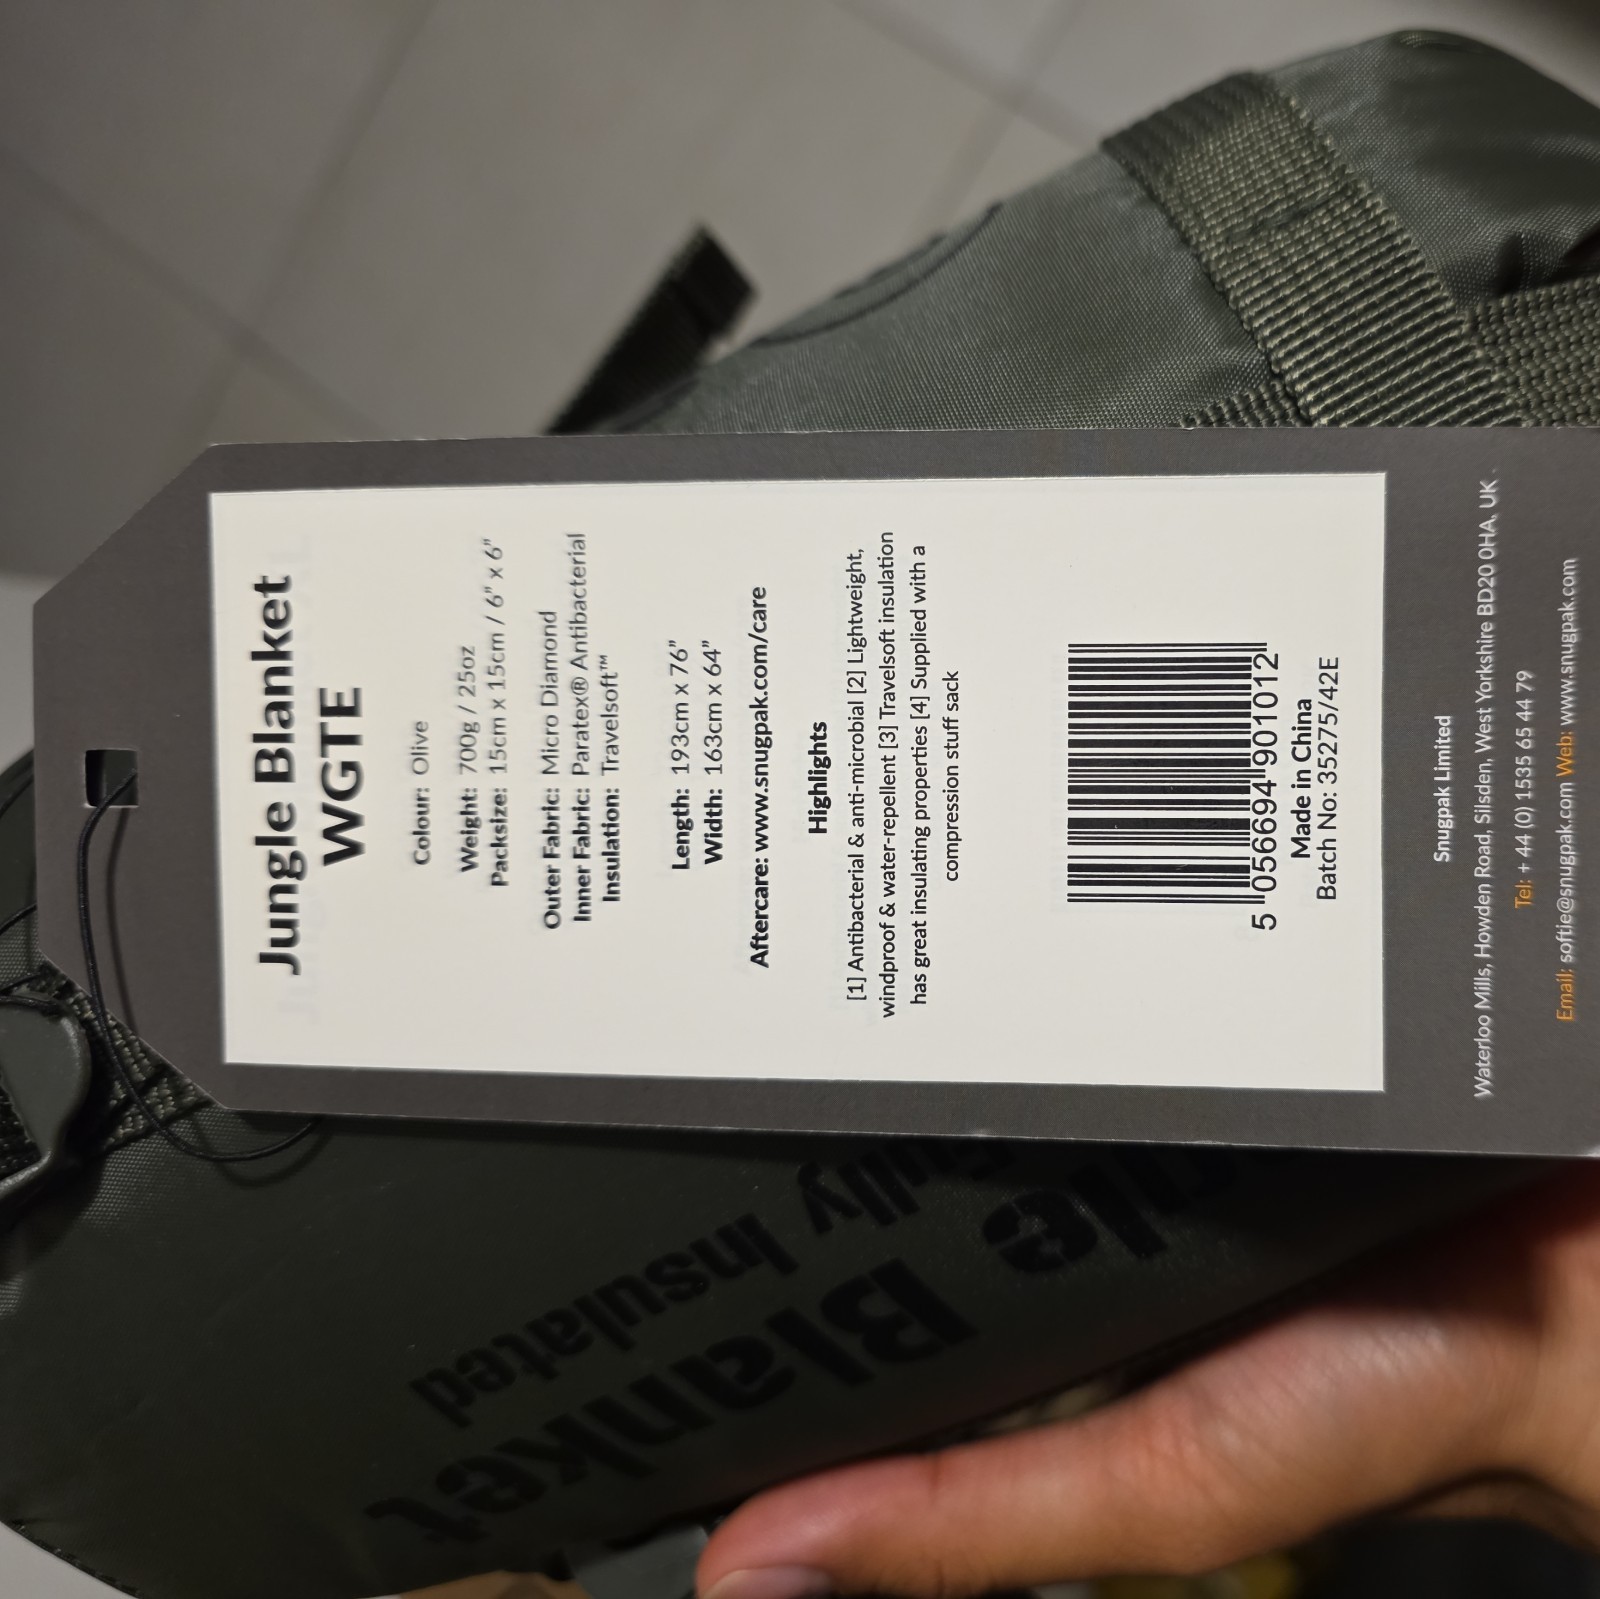 Jungle Blanket
WGTE
Colour: Olive
Weight: 700g / 25oz
Packsize: 15cm x 15cm / 6” x 6”
Outer Fabric: Micro Diamond
Inner Fabric: Paratex® Antibacterial
Insulation: Travelsoft™
Length: 193cm x 76”
Width: 163cm x 64”
Aftercare: www.snugpak.com/care
Highlights
[1] Antibacterial & anti-microbial [2] Lightweight,
windproof & water-repellent [3] Travelsoft insulation
has great insulating properties [4] Supplied with a
compression stuff sack
5 056694 901012
Made in China
Batch No: 35275/42E
Snugpak Limited
Waterloo Mills, Howden Road, Silsden, West Yorkshire BD20 0HA, UK
Tel: + 44 (0) 1535 65 44 79
Email: softie@snugpak.com Web: www.snugpak.com
Blanket
Fully Insulated